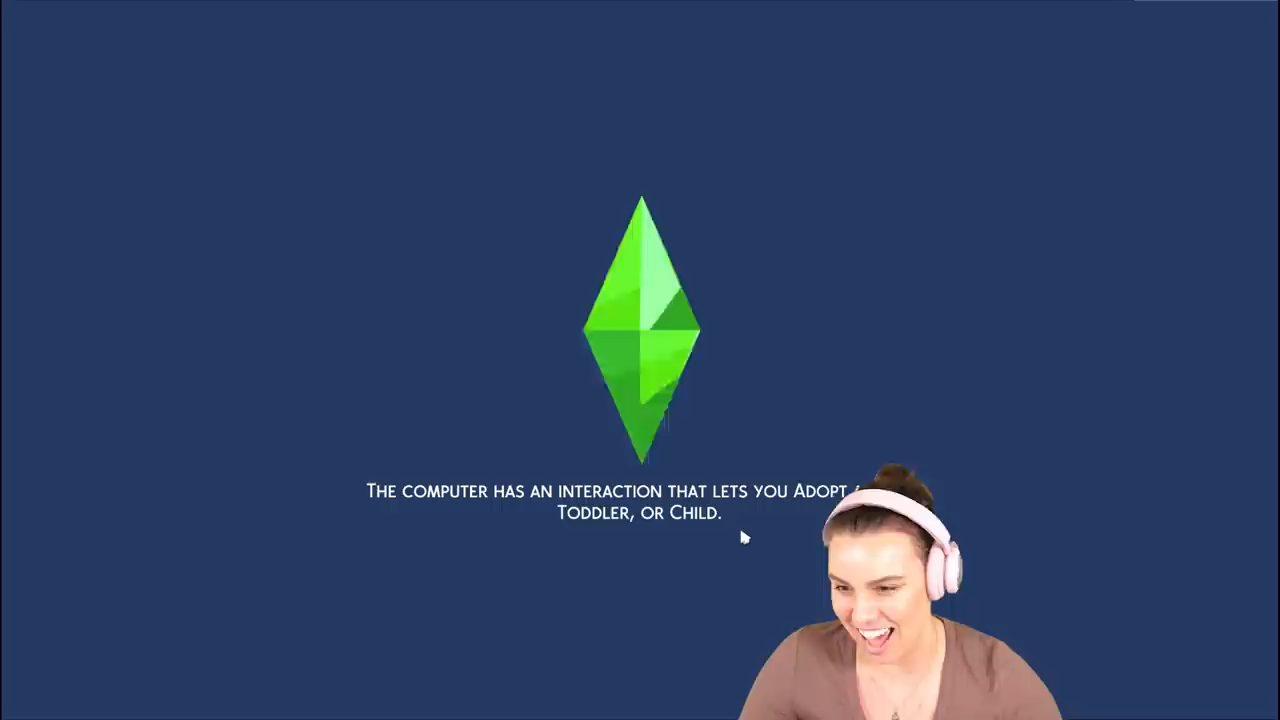 The computer has an interaction that lets you Adopt
Toddler, or Child.